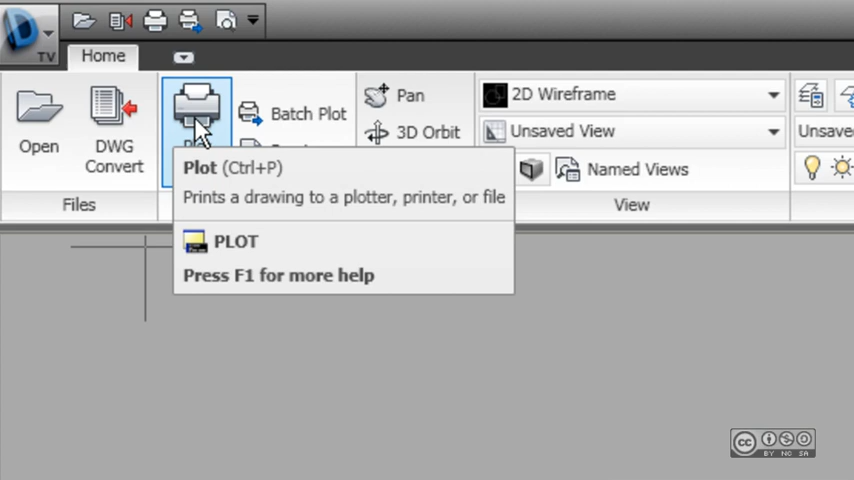 TV
Home
Open
DWG
Convert
Files
Batch Plot
Plot (Ctrl+P)
Prints a drawing to a plotter, printer, or file
PLOT
Press F1 for more help
Pan
3D Orbit
2D Wireframe
Unsaved View
Named Views
View
Unsave
cc
BY NC SA